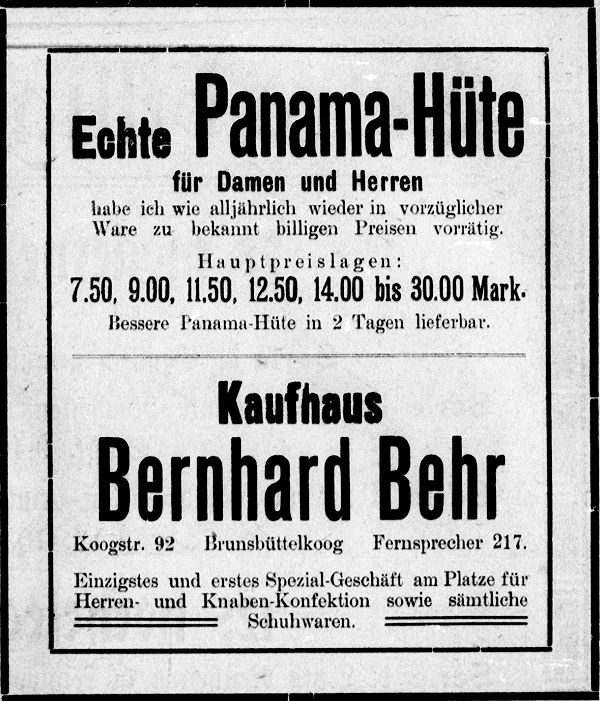 Echte Panama-Hüte
für Damen und Herren
habe ich wie alljährlich wieder in vorzüglicher
Ware zu bekannt billigen Preisen vorrätig.
Hauptpreislagen:
7.50, 9.00, 11.50, 12.50, 14.00 bis 30.00 Mark.
Bessere Panama-Hüte in 2 Tagen lieferbar.
Kaufhaus
Bernhard Behr
Koogstr. 92 Brunsbüttelkoog Fernsprecher 217.
Einzigstes und erstes Spezial-Geschäft am Platze für
Herren- und Knaben-Konfektion sowie sämtliche
Schuhwaren.